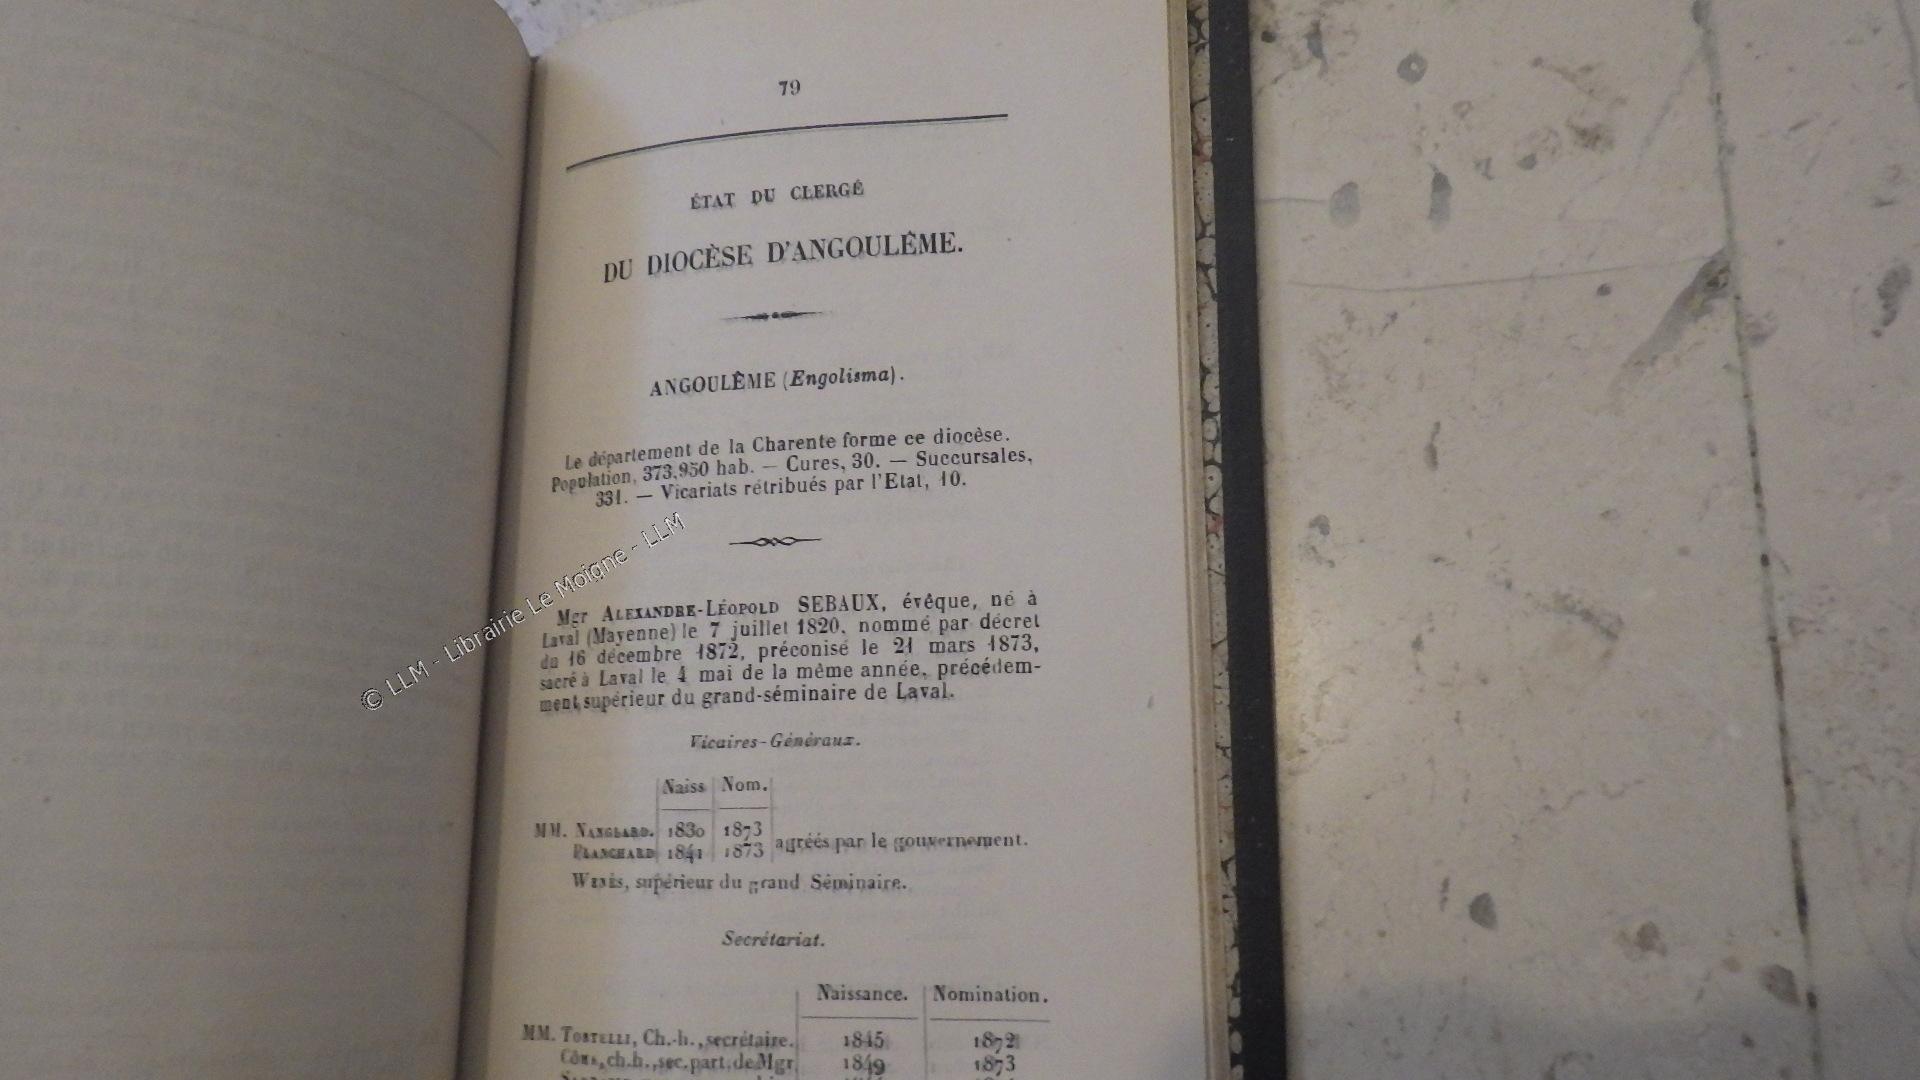 79
ÉTAT DU CLERGÉ
DU DIOCÈSE D'ANGOULÊME.
ANGOULÊME (Engolisma).
Le département de la Charente forme ce diocèse.
Population, 373,950 hab. — Cures, 30. — Succursales,
331. — Vicariats rétribués par l'Etat, 10.
Mgr ALEXANDRE-LÉOPOLD SEBAUX, évêque, né à
Laval (Mayenne) le 7 juillet 1820, nommé par décret
du 16 décembre 1872, préconisé le 21 mars 1873,
sacré à Laval le 4 mai de la même année, précédem-
ment supérieur du grand-séminaire de Laval.
Vicaires-Généraux.
Naiss Nom.
MM. NANGLARD. 1830 1873
PLANCHARD 1841 1873 agréés par le gouvernement.
supérieur du grand Séminaire.
Secrétariat.
Naissance. Nomination.
MM. TORTELLI, Ch.-h., secrétaire. 1845 1872
ch. h., sec. part. de Mgr 1849 1873
© LLM - Librairie Le Moigne - LLM